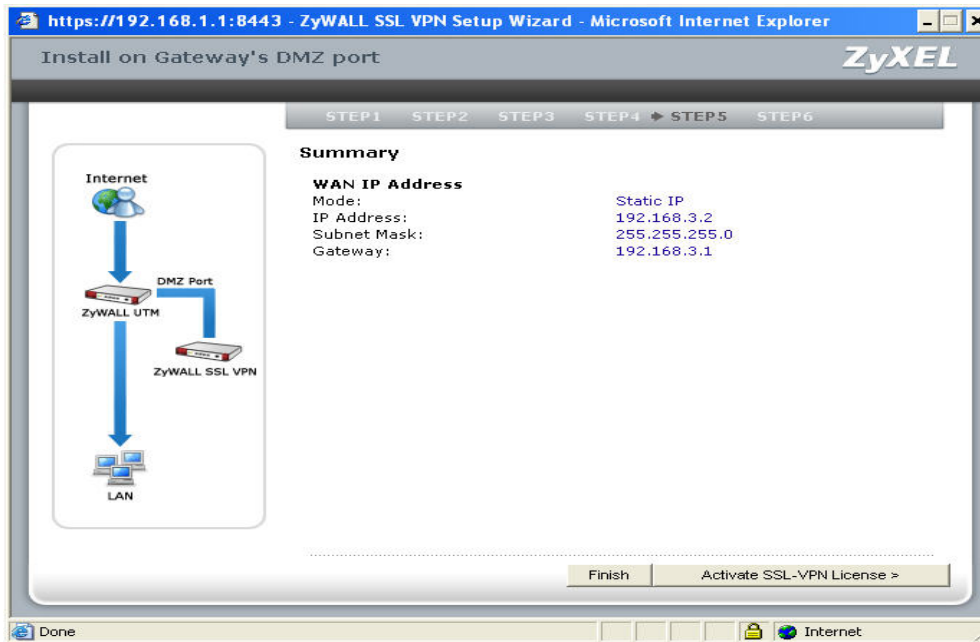 https://192.168.1.1:8443 - ZyWALL SSL VPN Setup Wizard - Microsoft Internet Explorer
Install on Gateway's DMZ port
ZyXEL
STEP1 STEP2 STEP3 STEP4 STEP5 STEP6
Summary
WAN IP Address
Mode: Static IP
IP Address: 192.168.3.2
Subnet Mask: 255.255.255.0
Gateway: 192.168.3.1
Internet
DMZ Port
ZyWALL UTM
ZyWALL SSL VPN
LAN
Finish
Activate SSL-VPN License >
Done
Internet